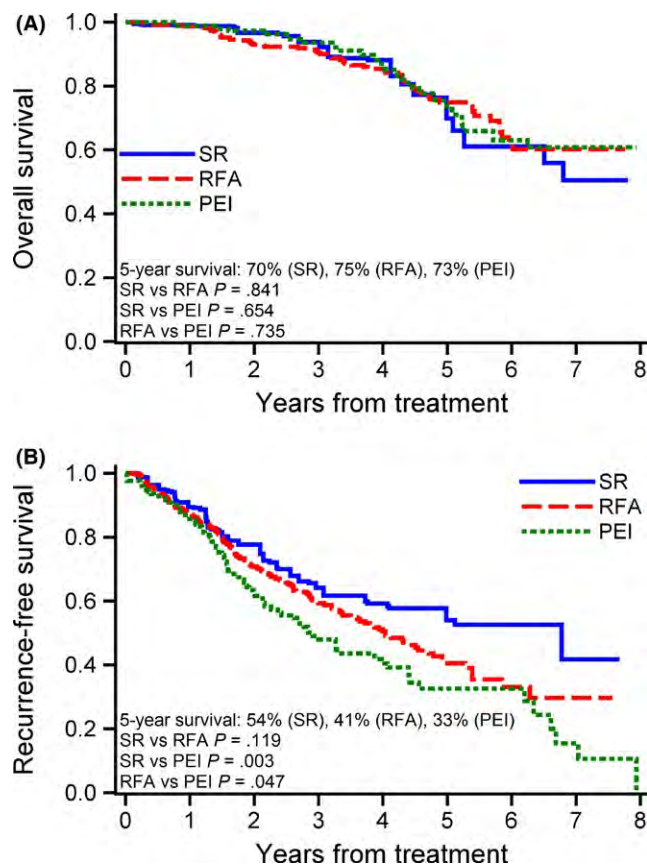 (A)
1.0
0.8
0.6
0.4
0.2
0.0
Overall survival
SR
RFA
PEI
5-year survival: 70% (SR), 75% (RFA), 73% (PEI)
SR vs RFA P = .841
SR vs PEI P = .654
RFA vs PEI P = .735
0 1 2 3 4 5 6 7 8
Years from treatment
(B)
1.0
0.8
0.6
0.4
0.2
0.0
Recurrence-free survival
SR
RFA
PEI
5-year survival: 54% (SR), 41% (RFA), 33% (PEI)
SR vs RFA P = .119
SR vs PEI P = .003
RFA vs PEI P = .047
0 1 2 3 4 5 6 7 8
Years from treatment